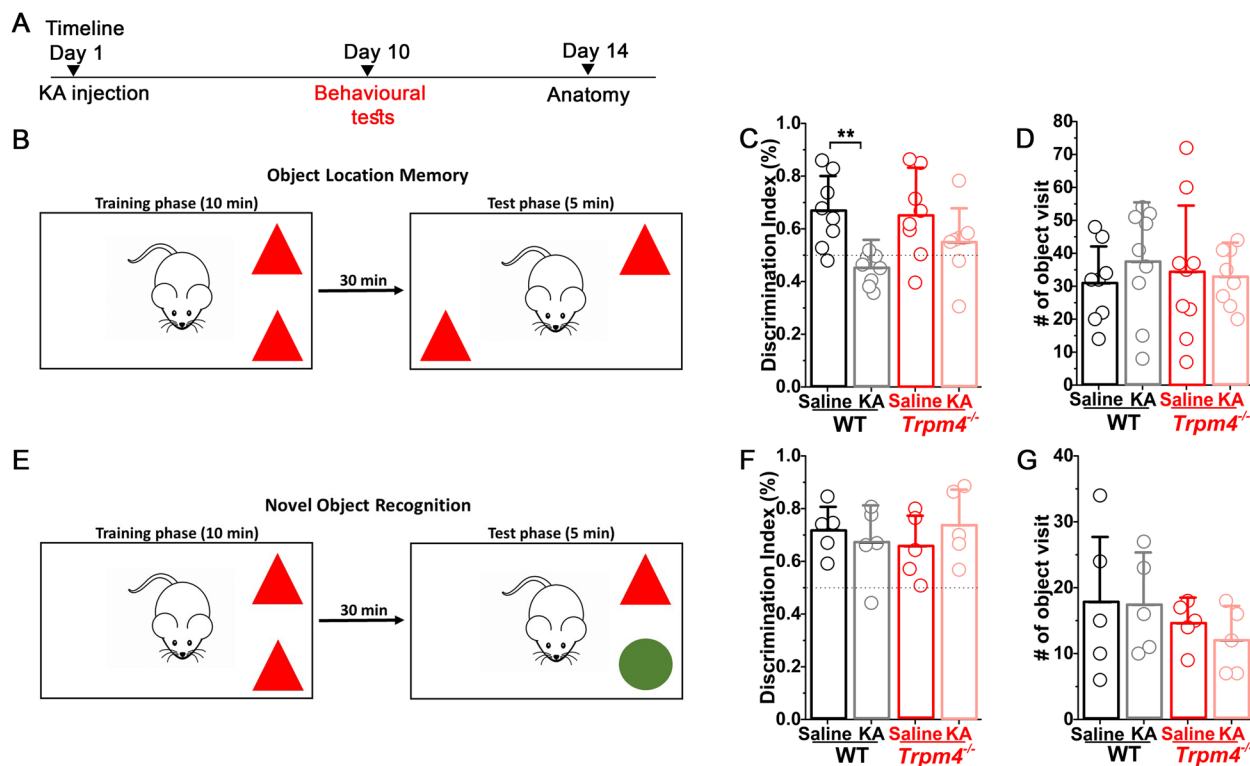 A
Timeline
Day 1
Day 10
Day 14
KA injection
Behavioural
tests
Anatomy
B
Object Location Memory
Training phase (10 min)
Test phase (5 min)
30 min
C
Discrimination Index (%)
1.0
0.8
0.6
0.4
0.2
0.0
**
Saline KA
Saline KA
WT
Trpm4-/-
D
# of object visit
80
70
60
50
40
30
20
10
0
Saline KA
Saline KA
WT
Trpm4-/-
E
Novel Object Recognition
Training phase (10 min)
Test phase (5 min)
30 min
F
Discrimination Index (%)
1.0
0.8
0.6
0.4
0.2
0.0
Saline KA
Saline KA
WT
Trpm4-/-
G
# of object visit
40
30
20
10
0
Saline KA
Saline KA
WT
Trpm4-/-